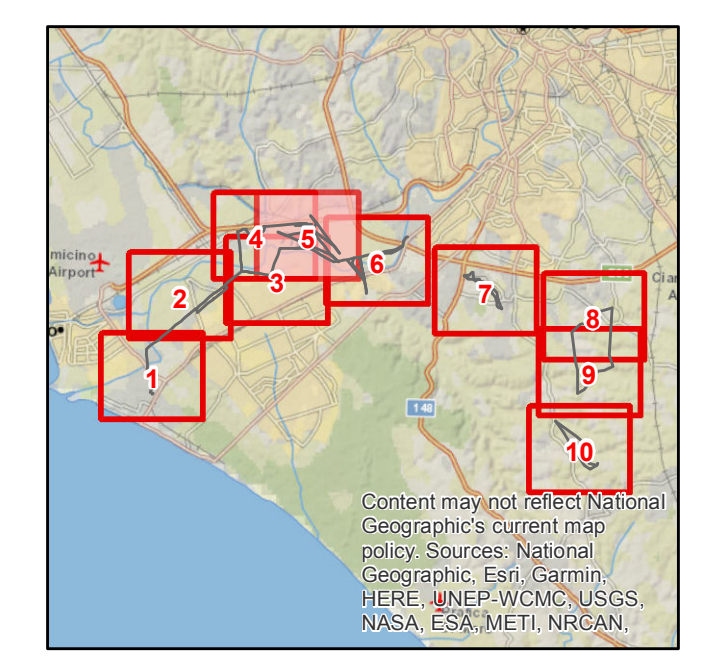 4
5
micino
Airport
6
3
2
7
Cian
A
8
1
9
148
10
Content may not reflect National
Geographic's current map
policy. Sources: National
Geographic, Esri, Garmin,
HERE, UNEP-WCMC, USGS,
NASA, ESA, METI, NRCAN,